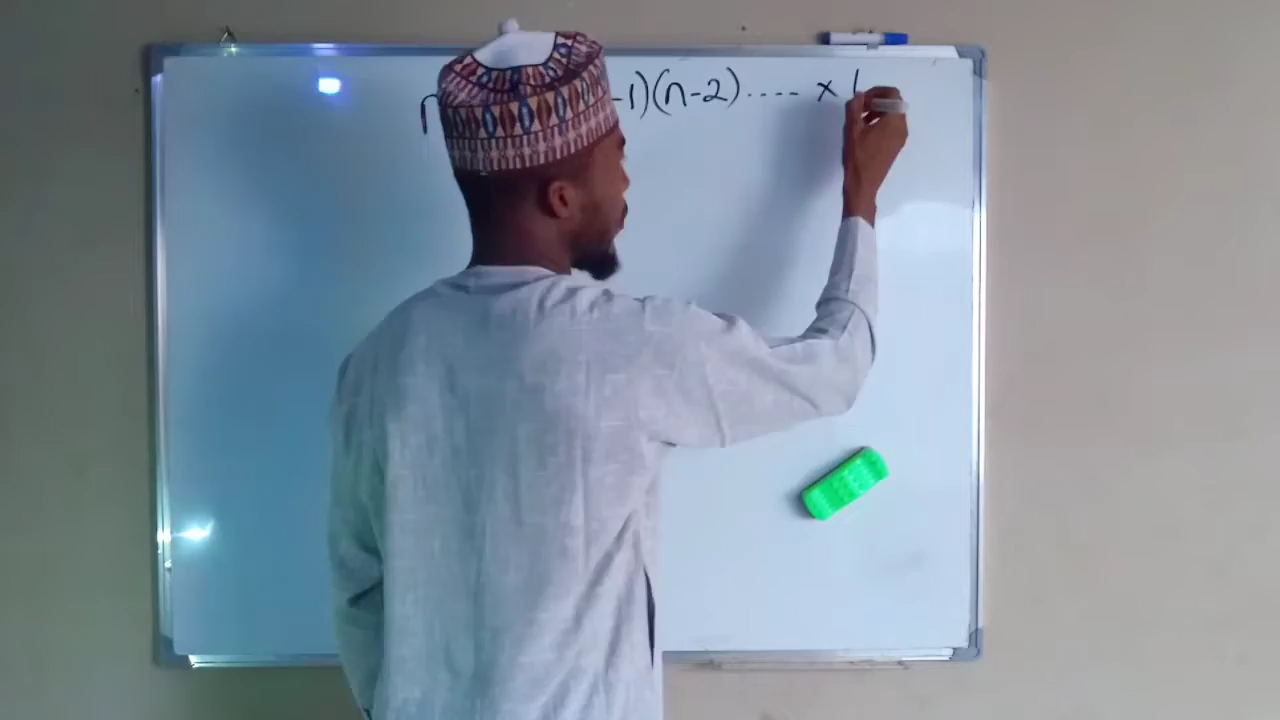 n -1)(n-2).... × 1